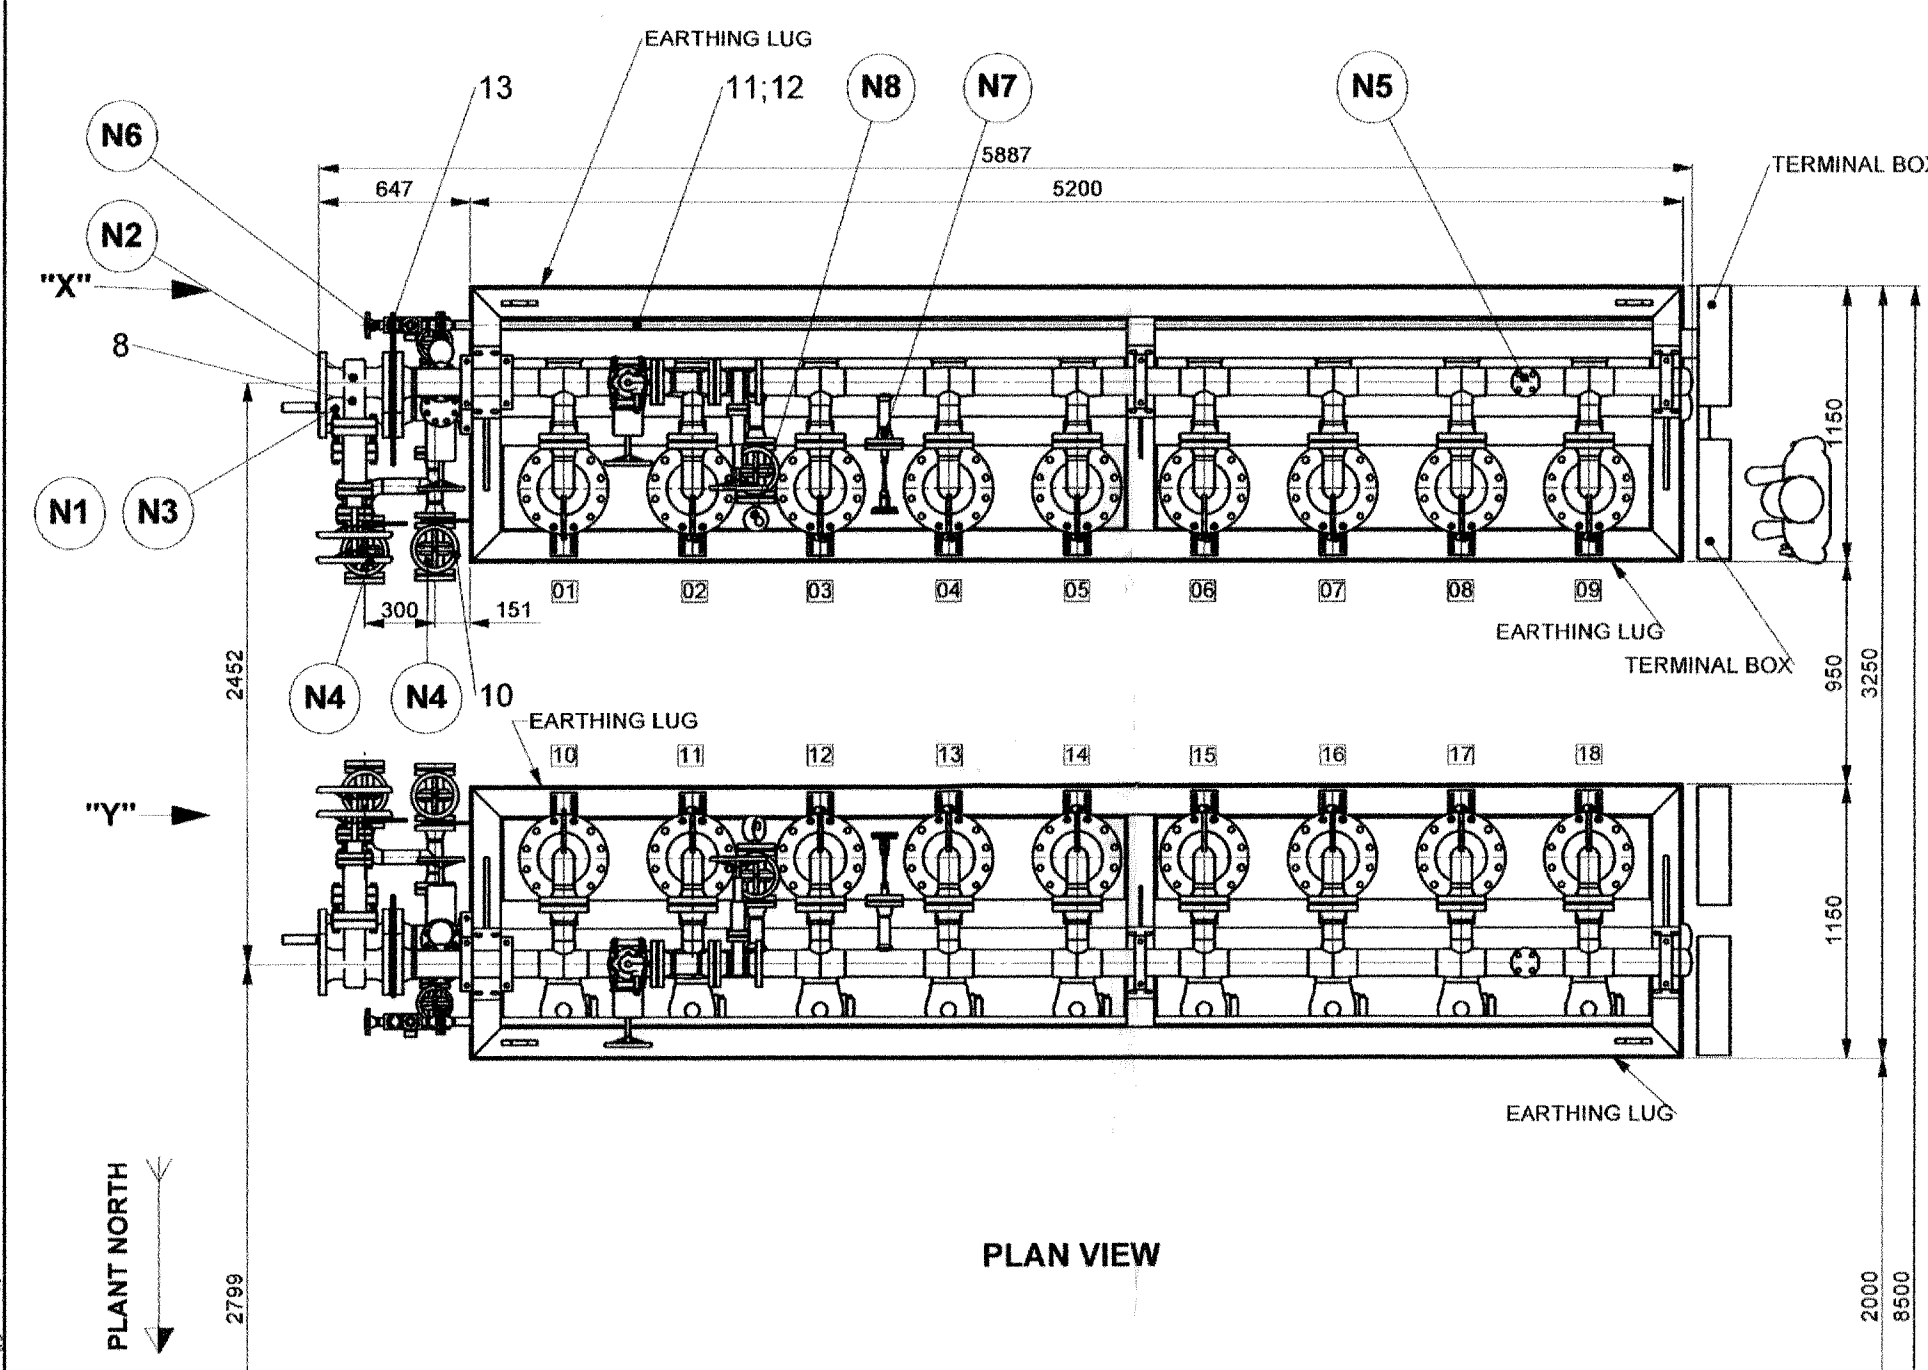 EARTHING LUG
13
11;12
N8
N7
N5
N6
5887
TERMINAL BOX
647
5200
N2
"X"
8
1150
N1
N3
01
02
03
04
05
06
07
08
09
300
151
EARTHING LUG
TERMINAL BOX
2452
950
3250
N4
N4
10
EARTHING LUG
10
11
12
13
14
15
16
17
18
"Y"
1150
EARTHING LUG
PLANT NORTH
PLAN VIEW
2799
2000
8500